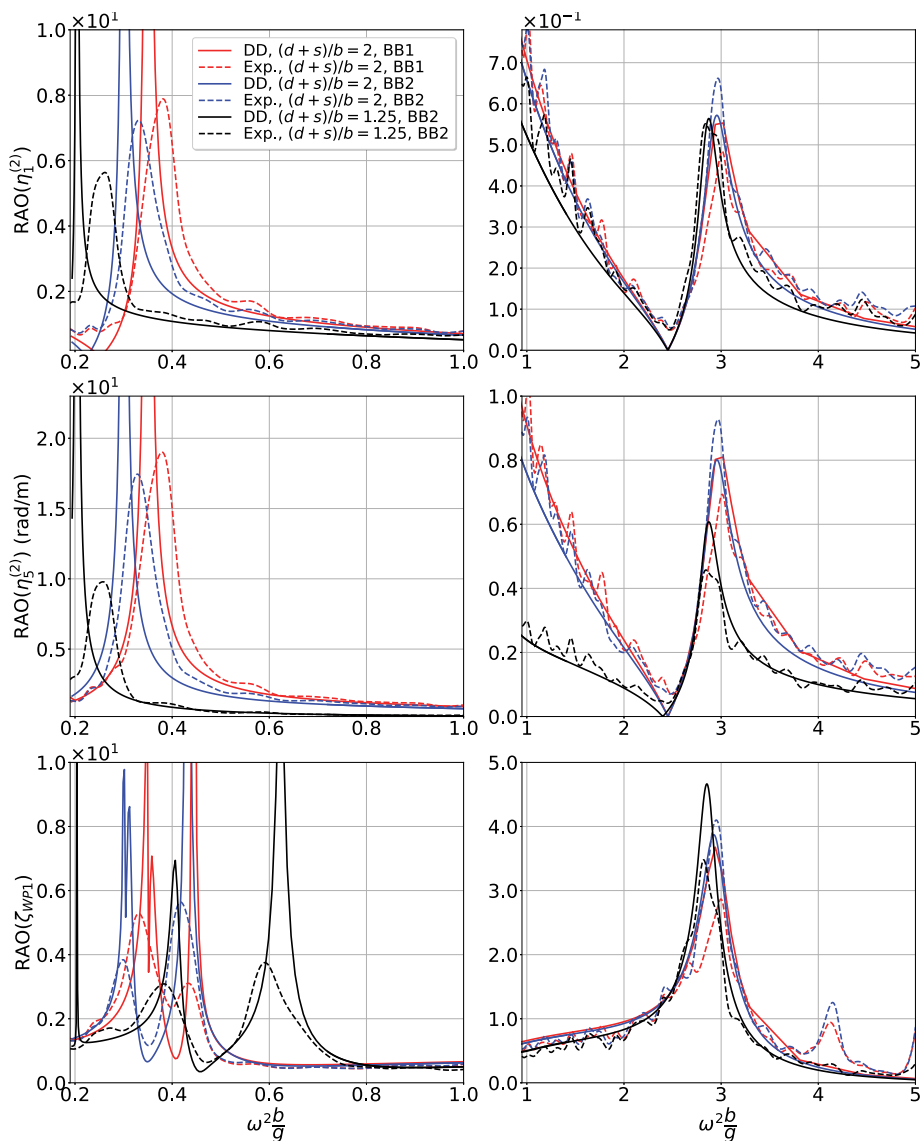 ×10¹
RAO(η₁⁽²⁾)
1.0
0.8
0.6
0.4
0.2
0.2 0.4 0.6 0.8 1.0
DD, (d + s)/b = 2, BB1
Exp., (d + s)/b = 2, BB1
DD, (d + s)/b = 2, BB2
Exp., (d + s)/b = 2, BB2
DD, (d + s)/b = 1.25, BB2
Exp., (d + s)/b = 1.25, BB2
×10⁻¹
7.0
6.0
5.0
4.0
3.0
2.0
1.0
0.0
1 2 3 4 5
×10¹
RAO(η₅⁽²⁾) (rad/m)
2.0
1.5
1.0
0.5
0.2 0.4 0.6 0.8 1.0
1.0
0.8
0.6
0.4
0.2
0.0
1 2 3 4 5
×10¹
RAO(ζ_WP1)
1.0
0.8
0.6
0.4
0.2
0.0
0.2 0.4 0.6 0.8 1.0
ω² b/g
5.0
4.0
3.0
2.0
1.0
0.0
1 2 3 4 5
ω² b/g